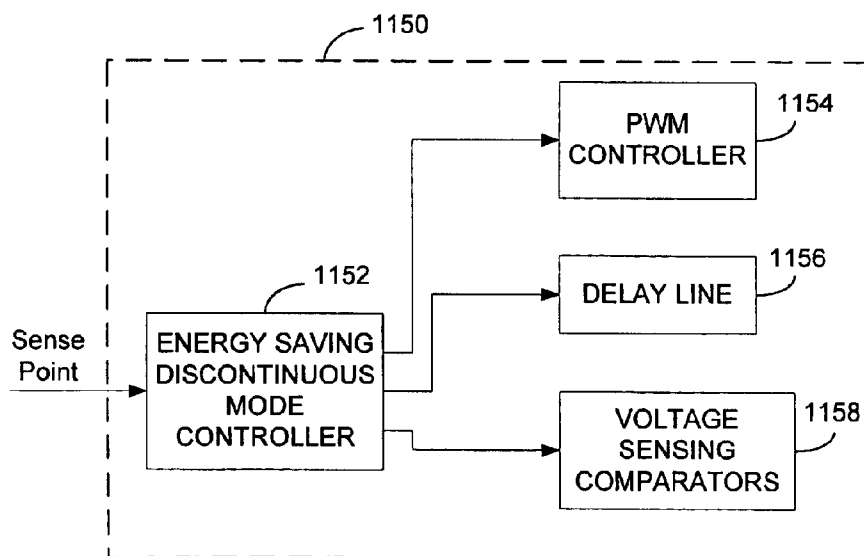 1150
PWM
CONTROLLER
1154
DELAY LINE
1156
1152
Sense
Point
ENERGY SAVING
DISCONTINUOUS
MODE
CONTROLLER
VOLTAGE
SENSING
COMPARATORS
1158